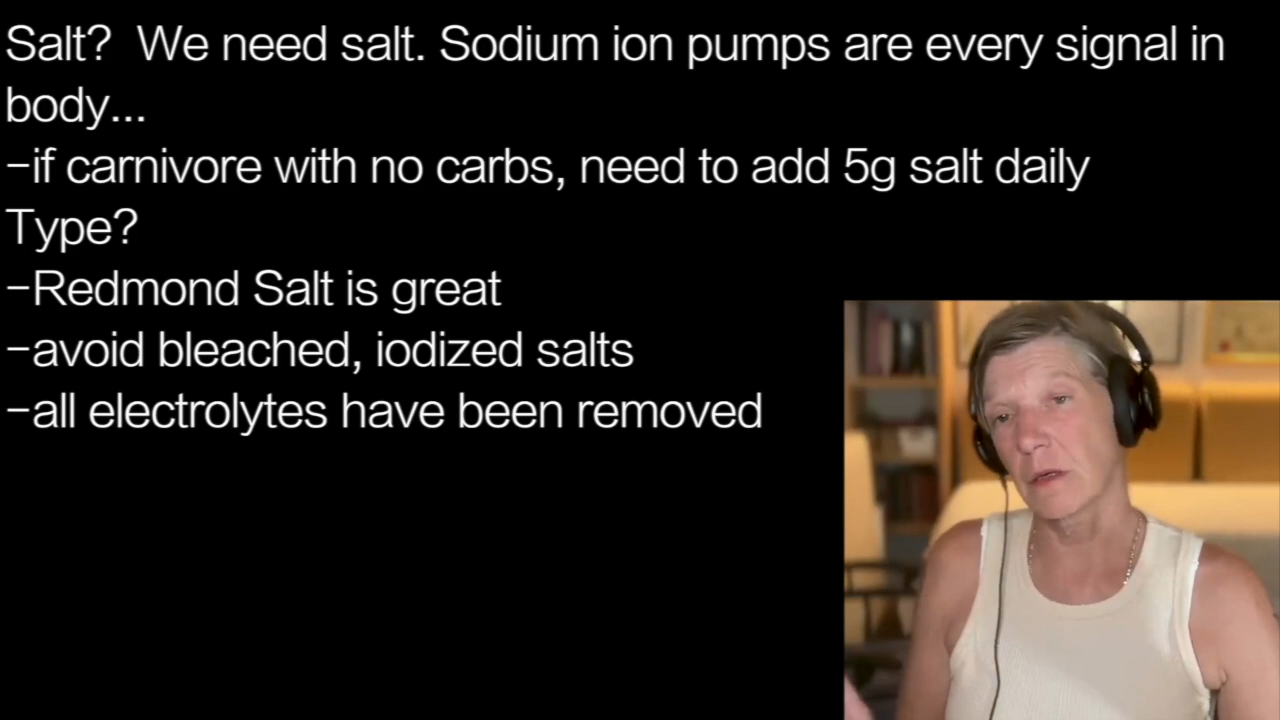 Salt?  We need salt. Sodium ion pumps are every signal in
body...
−if carnivore with no carbs, need to add 5g salt daily
Type?
−Redmond Salt is great
−avoid bleached, iodized salts
−all electrolytes have been removed